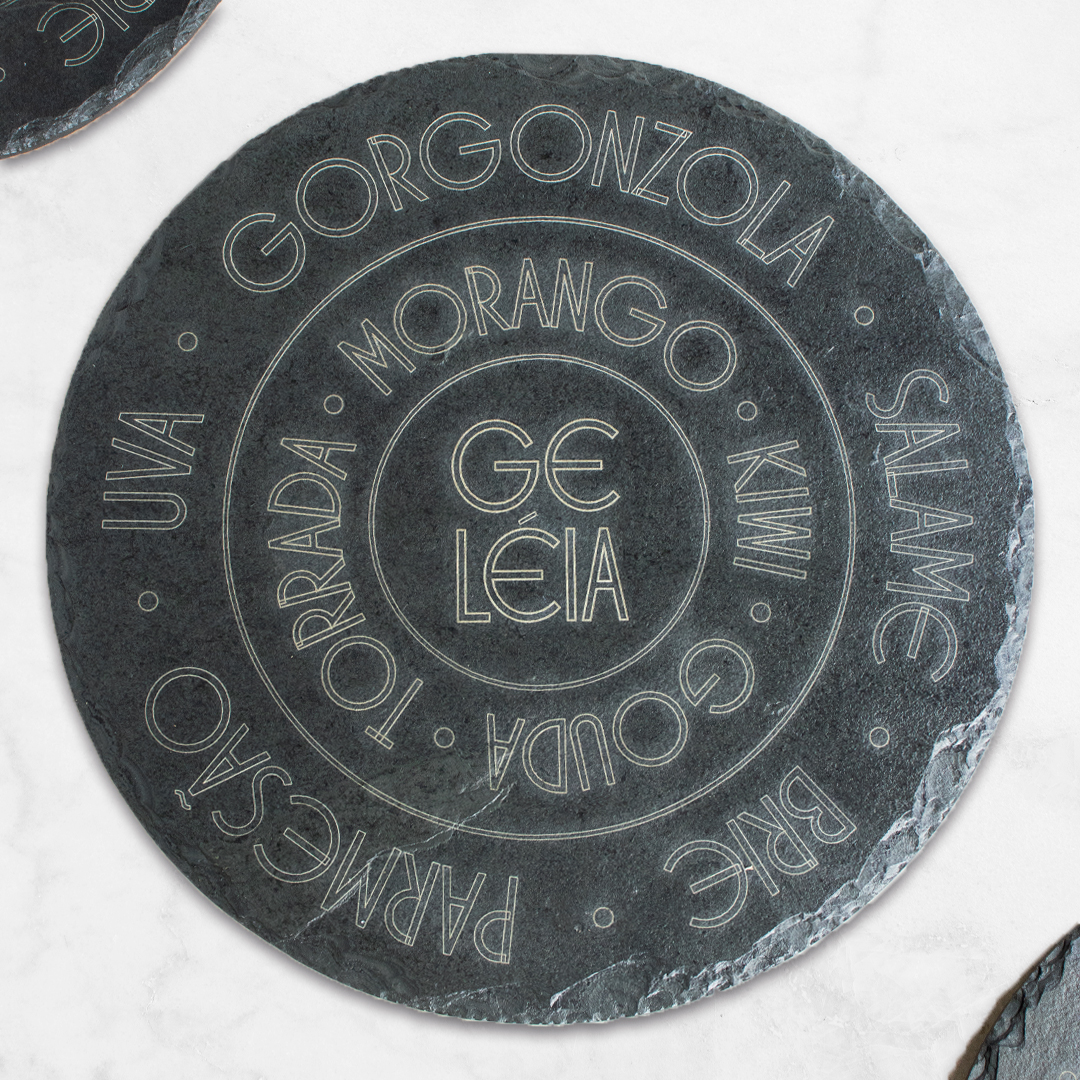 GORGONZOLA · SALAME · BRIE · PARMESÃO · UVA ·
MORANGO · KIWI · GOUDA · TORRADA ·
GE
LÉIA